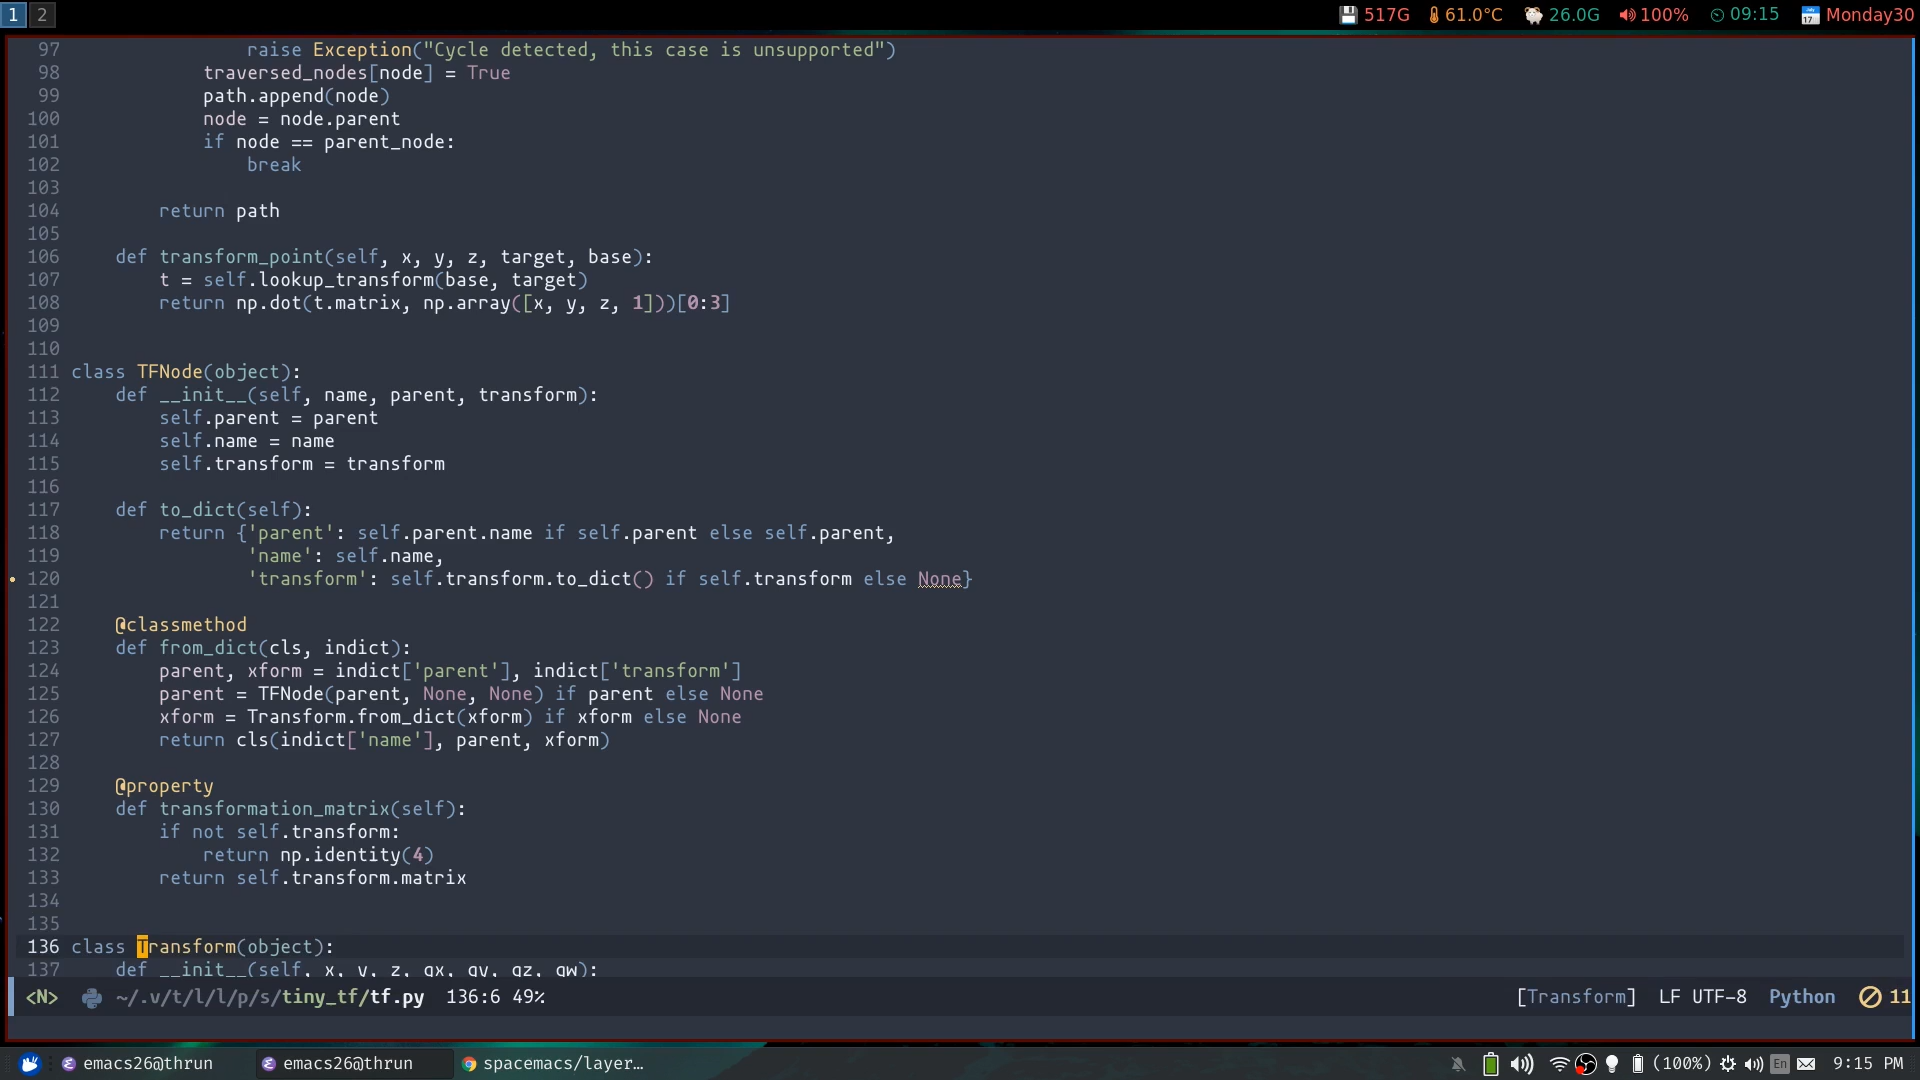 1 2 517G 61.0°C 26.0G 100% 09:15 Monday30
97 raise Exception("Cycle detected, this case is unsupported")
98 traversed_nodes[node] = True
99 path.append(node)
100 node = node.parent
101 if node == parent_node:
102 break
103
104 return path
105
106 def transform_point(self, x, y, z, target, base):
107 t = self.lookup_transform(base, target)
108 return np.dot(t.matrix, np.array([x, y, z, 1]))[0:3]
109
110
111 class TFNode(object):
112 def __init__(self, name, parent, transform):
113 self.parent = parent
114 self.name = name
115 self.transform = transform
116
117 def to_dict(self):
118 return {'parent': self.parent.name if self.parent else self.parent,
119 'name': self.name,
120 'transform': self.transform.to_dict() if self.transform else None}
121
122 @classmethod
123 def from_dict(cls, indict):
124 parent, xform = indict['parent'], indict['transform']
125 parent = TFNode(parent, None, None) if parent else None
126 xform = Transform.from_dict(xform) if xform else None
127 return cls(indict['name'], parent, xform)
128
129 @property
130 def transformation_matrix(self):
131 if not self.transform:
132 return np.identity(4)
133 return self.transform.matrix
134
135
136 class Transform(object):
137 def __init__(self, x, y, z, qx, qy, qz, qw):
<N> ~/.v/t/l/l/p/s/tiny_tf/tf.py 136:6 49% [Transform] LF UTF-8 Python 11
emacs26@thrun emacs26@thrun spacemacs/layer... (100%) En 9:15 PM